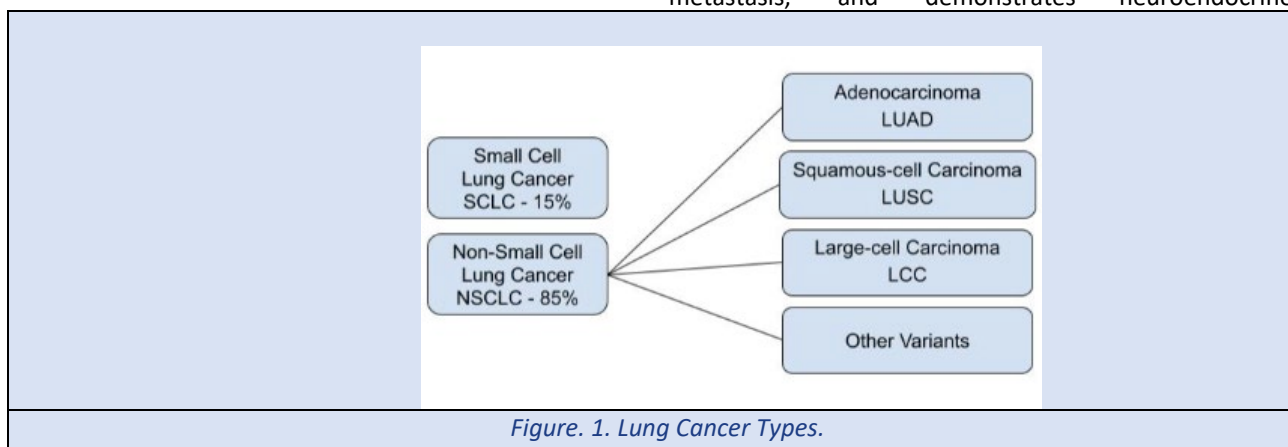 metastasis, and demonstrates neuroendocrine
Small Cell
Lung Cancer
SCLC - 15%
Non-Small Cell
Lung Cancer
NSCLC - 85%
Adenocarcinoma
LUAD
Squamous-cell Carcinoma
LUSC
Large-cell Carcinoma
LCC
Other Variants
Figure. 1. Lung Cancer Types.